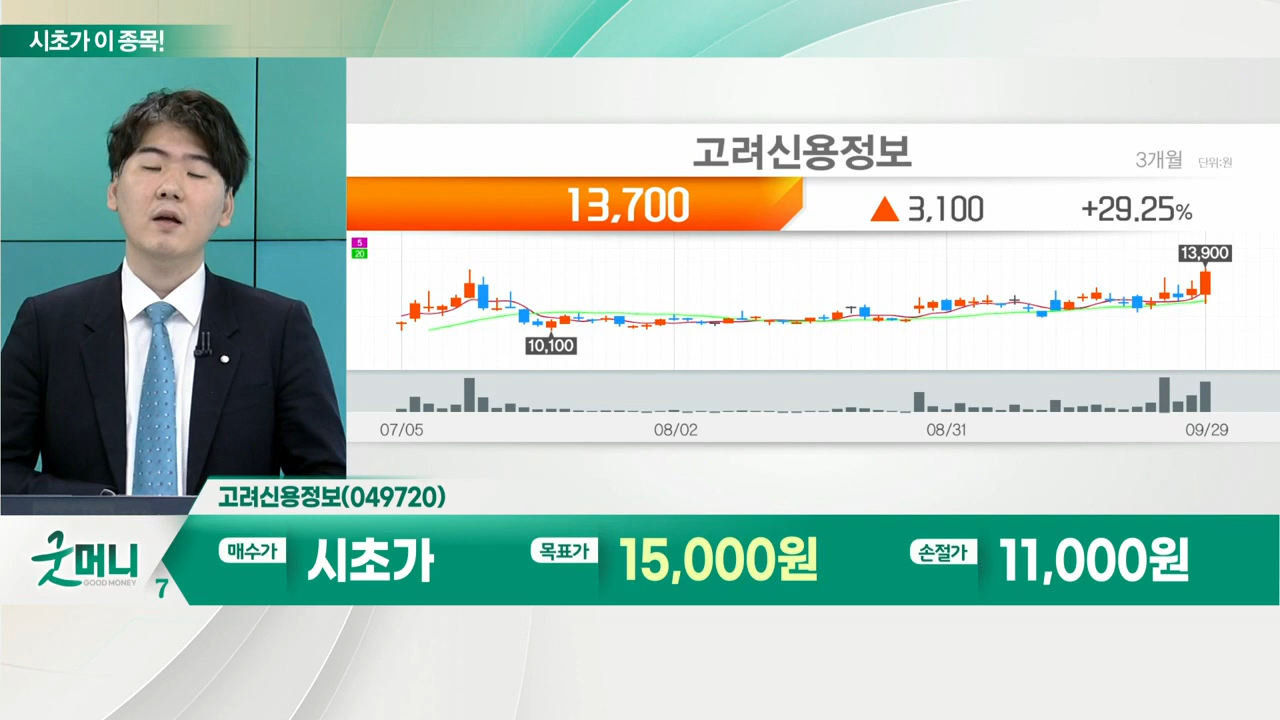 시초가 이 종목!
고려신용정보
3개월 단위:원
13,700 ▲ 3,100 +29.25%
5
20
13,900
10,100
07/05 08/02 08/31 09/29
고려신용정보(049720)
굿머니
GOOD MONEY
7
매수가 시초가 목표가 15,000원 손절가 11,000원